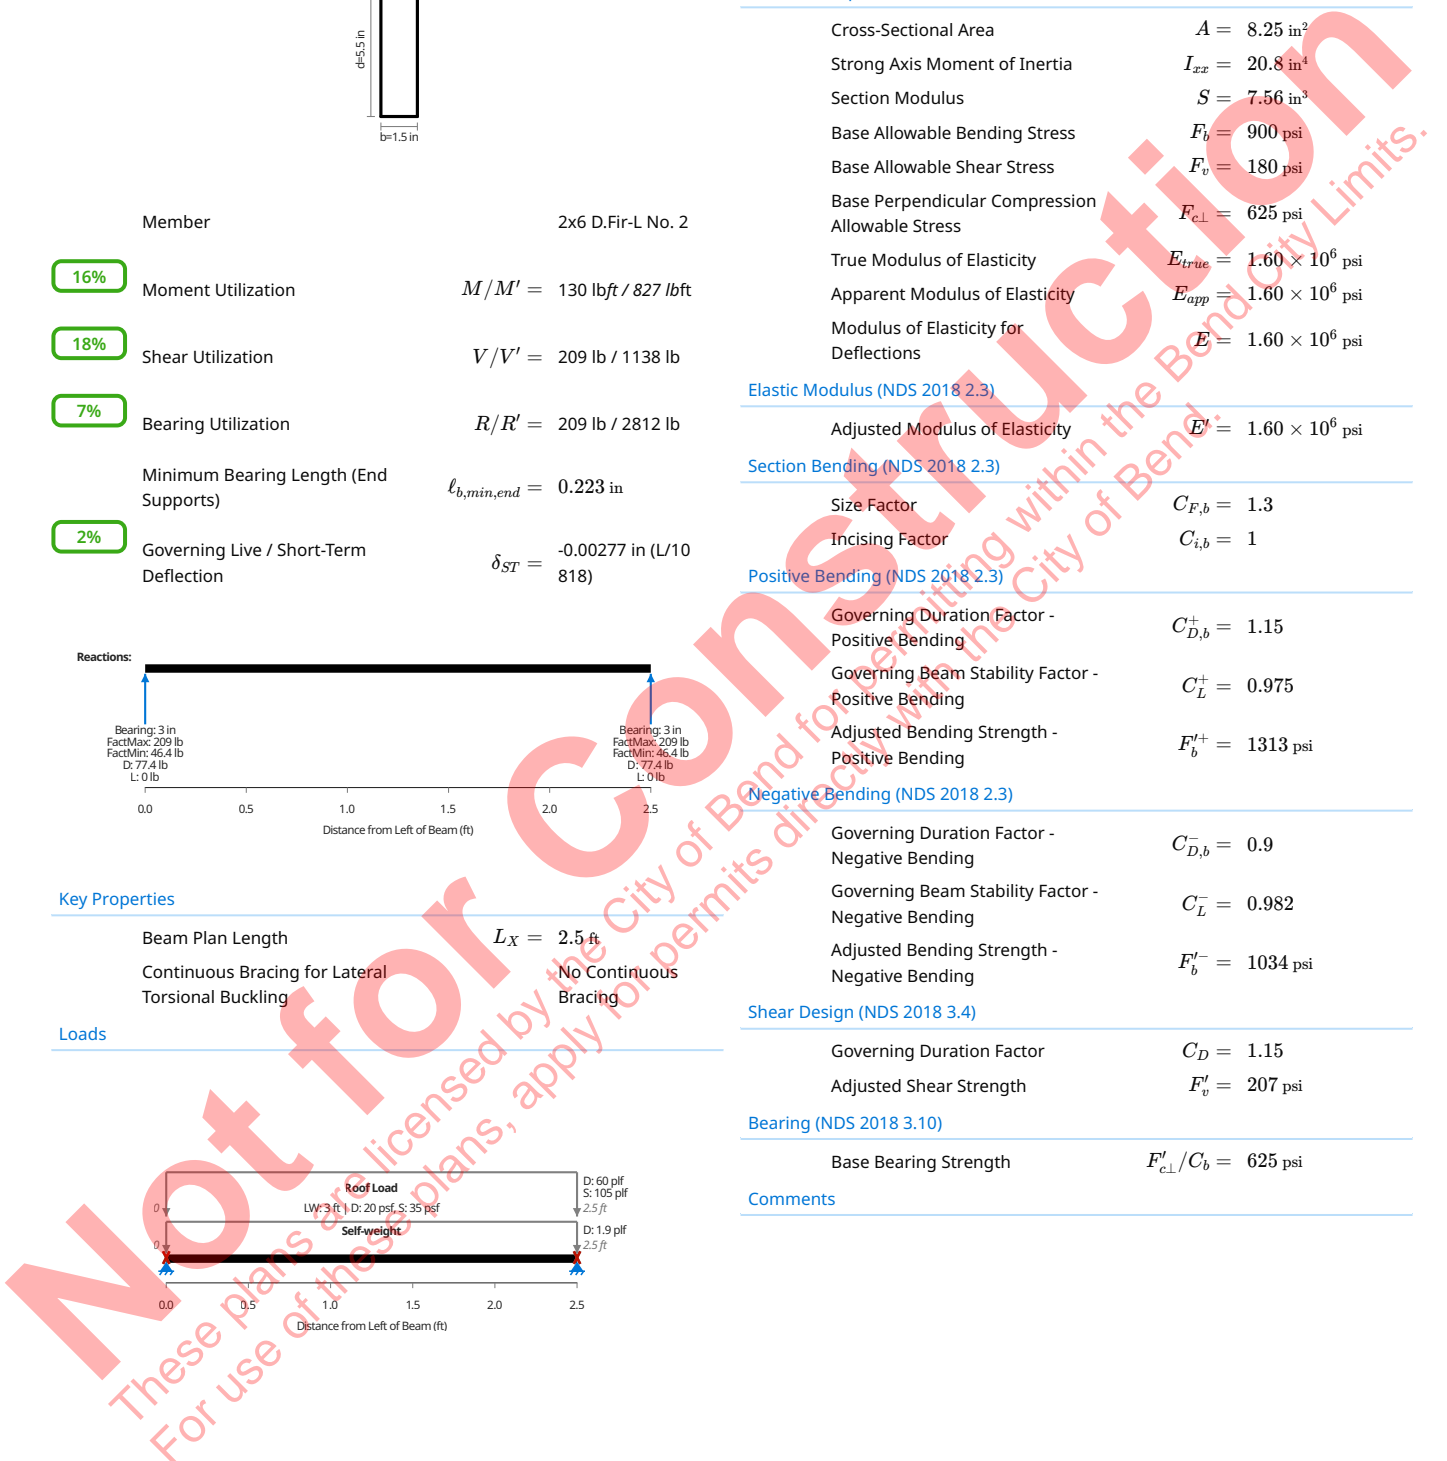 d=5.5 in
b=1.5 in
Member 2x6 D.Fir-L No. 2
16%
Moment Utilization M/M′ = 130 lbft / 827 lbft
18%
Shear Utilization V/V′ = 209 lb / 1138 lb
7%
Bearing Utilization R/R′ = 209 lb / 2812 lb
Minimum Bearing Length (End
Supports) ℓb,min,end = 0.223 in
2%
Governing Live / Short-Term
Deflection δST = -0.00277 in (L/10
818)
Reactions:
Bearing: 3 in
FactMax: 209 lb
FactMin: 46.4 lb
D: 77.4 lb
L: 0 lb
Bearing: 3 in
FactMax: 209 lb
FactMin: 46.4 lb
D: 77.4 lb
L: 0 lb
0.0 0.5 1.0 1.5 2.0 2.5
Distance from Left of Beam (ft)
Key Properties
Beam Plan Length LX = 2.5 ft
Continuous Bracing for Lateral
Torsional Buckling
No Continuous
Bracing
Loads
Roof Load
LW: 3 ft | D: 20 psf, S: 35 psf
0
D: 60 plf
S: 105 plf
2.5 ft
Self-weight
0
D: 1.9 plf
2.5 ft
X X
0.0 0.5 1.0 1.5 2.0 2.5
Distance from Left of Beam (ft)
Cross-Sectional Area A = 8.25 in²
Strong Axis Moment of Inertia Ixx = 20.8 in⁴
Section Modulus S = 7.56 in³
Base Allowable Bending Stress Fb = 900 psi
Base Allowable Shear Stress Fv = 180 psi
Base Perpendicular Compression
Allowable Stress Fc⊥ = 625 psi
True Modulus of Elasticity Etrue = 1.60 × 10⁶ psi
Apparent Modulus of Elasticity Eapp = 1.60 × 10⁶ psi
Modulus of Elasticity for
Deflections E = 1.60 × 10⁶ psi
Elastic Modulus (NDS 2018 2.3)
Adjusted Modulus of Elasticity E′ = 1.60 × 10⁶ psi
Section Bending (NDS 2018 2.3)
Size Factor CF,b = 1.3
Incising Factor Ci,b = 1
Positive Bending (NDS 2018 2.3)
Governing Duration Factor -
Positive Bending C+D,b = 1.15
Governing Beam Stability Factor -
Positive Bending C+L = 0.975
Adjusted Bending Strength -
Positive Bending F′+b = 1313 psi
Negative Bending (NDS 2018 2.3)
Governing Duration Factor -
Negative Bending C−D,b = 0.9
Governing Beam Stability Factor -
Negative Bending C−L = 0.982
Adjusted Bending Strength -
Negative Bending F′−b = 1034 psi
Shear Design (NDS 2018 3.4)
Governing Duration Factor CD = 1.15
Adjusted Shear Strength F′v = 207 psi
Bearing (NDS 2018 3.10)
Base Bearing Strength F′c⊥/Cb = 625 psi
Comments
Not for Construction
These plans are licensed by the City of Bend for permitting within the Bend City Limits.
For use of these plans, apply for permits directly with the City of Bend.